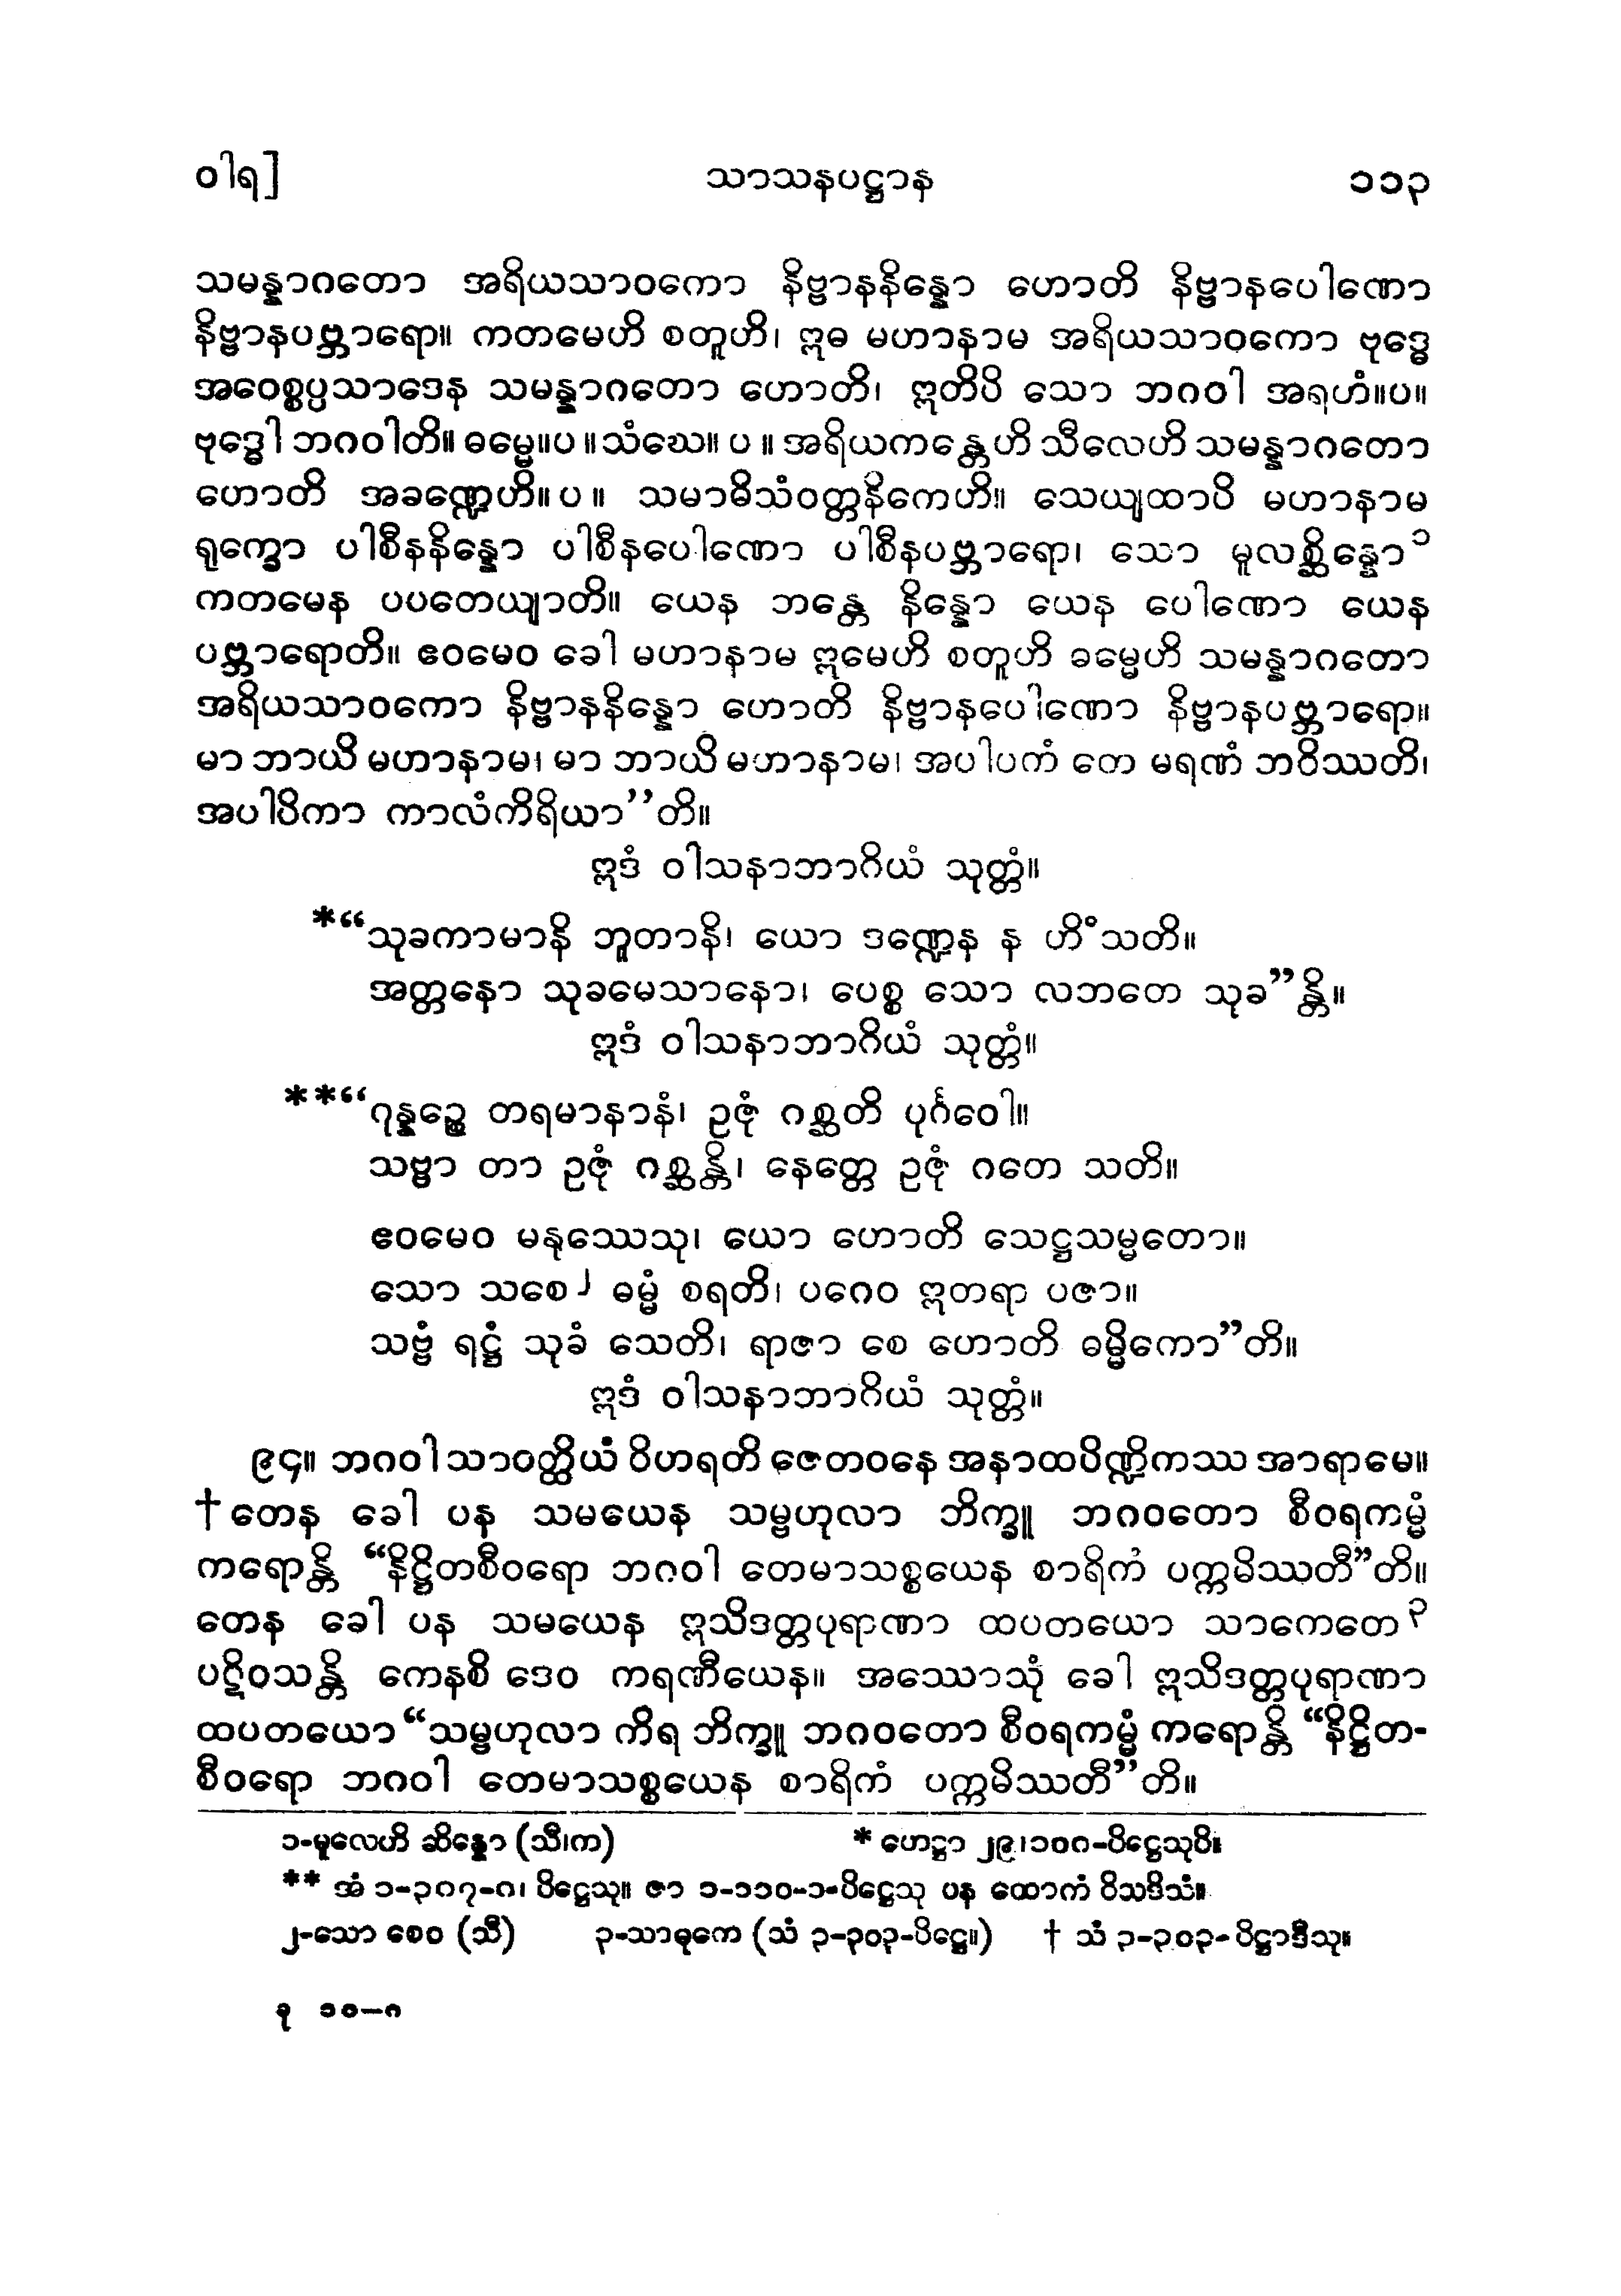 ဝါရ] သာသနပဋ္ဌာန ၁၁၃
သမန္နာဂတော အရိယသာဝကော နိဗ္ဗာနနိန္နော ဟောတိ နိဗ္ဗာနပေါဏော
နိဗ္ဗာနပဗ္ဘာရော။ ကတမေဟိ စတူဟိ၊ ဣဓ မဟာနာမ အရိယသာဝကော ဗုဒ္ဓေ
အဝေစ္စပ္ပသာဒေန သမန္နာဂတော ဟောတိ၊ ဣတိပိ သော ဘဂဝါ အရဟံ။ပ။
ဗုဒ္ဓေါ ဘဂဝါတိ။ ဓမ္မေ။ပ။သံဃေ။ ပ။ အရိယကန္တေဟိ သီလေဟိ သမန္နာဂတော
ဟောတိ အခဏ္ဍေဟိ။ပ။ သမာဓိသံဝတ္တနိကေဟိ။ သေယျထာပိ မဟာနာမ
ရုက္ခော ပါစီနနိန္နော ပါစီနပေါဏော ပါစီနပဗ္ဘာရော၊ သော မူလစ္ဆိန္နော၁
ကတမေန ပပတေယျာတိ။ ယေန ဘန္တေ နိန္နော ယေန ပေါဏော ယေန
ပဗ္ဘာရောတိ။ ဧဝမေဝ ခေါ မဟာနာမ ဣမေဟိ စတူဟိ ဓမ္မေဟိ သမန္နာဂတော
အရိယသာဝကော နိဗ္ဗာနနိန္နော ဟောတိ နိဗ္ဗာနပေါဏော နိဗ္ဗာနပဗ္ဘာရော။
မာ ဘာယိ မဟာနာမ၊ မာ ဘာယိ မဟာနာမ၊ အပါပကံ တေ မရဏံ ဘဝိဿတိ၊
အပါပိကာ ကာလံကိရိယာ’’တိ။
ဣဒံ ဝါသနာဘာဂိယံ သုတ္တံ။
*“သုခကာမာနိ ဘူတာနိ၊ ယော ဒဏ္ဍေန န ဟိံသတိ။
အတ္တနော သုခမေသာနော၊ ပေစ္စ သော လဘတေ သုခ”န္တိ။
ဣဒံ ဝါသနာဘာဂိယံ သုတ္တံ။
**“ဂုန္နဉ္စေ တရမာနာနံ၊ ဥဇုံ ဂစ္ဆတိ ပုင်္ဂဝေါ။
သဗ္ဗာ တာ ဥဇုံ ဂစ္ဆန္တိ၊ နေတ္တေ ဥဇုံ ဂတေ သတိ။
ဧဝမေဝ မနုဿေသု၊ ယော ဟောတိ သေဋ္ဌသမ္မတော။
သော သစေ၂ ဓမ္မံ စရတိ၊ ပဂေဝ ဣတရာ ပဇာ။
သဗ္ဗံ ရဋ္ဌံ သုခံ သေတိ၊ ရာဇာ စေ ဟောတိ ဓမ္မိကော”တိ။
ဣဒံ ဝါသနာဘာဂိယံ သုတ္တံ။
၉၄။ ဘဂဝါ သာဝတ္ထိယံ ဝိဟရတိ ဇေတဝနေ အနာထပိဏ္ဍိကဿ အာရာမေ။
†တေန ခေါ ပန သမယေန သမ္ဗဟုလာ ဘိက္ခူ ဘဂဝတော စီဝရကမ္မံ
ကရောန္တိ “နိဋ္ဌိတစီဝရော ဘဂဝါ တေမာသစ္စယေန စာရိကံ ပက္ကမိဿတီ”တိ။
တေန ခေါ ပန သမယေန ဣသိဒတ္တပုရာဏာ ထပတယော သာကေတေ၃
ပဋိဝသန္တိ ကေနစိ ဒေဝ ကရဏီယေန။ အဿောသုံ ခေါ ဣသိဒတ္တပုရာဏာ
ထပတယော “သမ္ဗဟုလာ ကိရ ဘိက္ခူ ဘဂဝတော စီဝရကမ္မံ ကရောန္တိ “နိဋ္ဌိတ-
စီဝရော ဘဂဝါ တေမာသစ္စယေန စာရိကံ ပက္ကမိဿတီ’’တိ။
၁-မူလေဟိ ဆိန္နော (သီ၊က) * ဟေဋ္ဌာ ၂၉၊၁၀၈-ပိဋ္ဌေသုပိ။
** အံ ၁-၃၈၇-၈၊ ပိဋ္ဌေသု။ ဇာ ၁-၁၁၀-၁-ပိဋ္ဌေသု ပန ထောကံ ဝိသဒိသံ။
၂-သော စေဝ (သီ) ၃-သာဓုကေ (သံ ၃-၃၀၃-ပိဋ္ဌေ။) † သံ ၃-၃၀၃-ပိဋ္ဌာဒီသု။
ခု ၁၀–၈